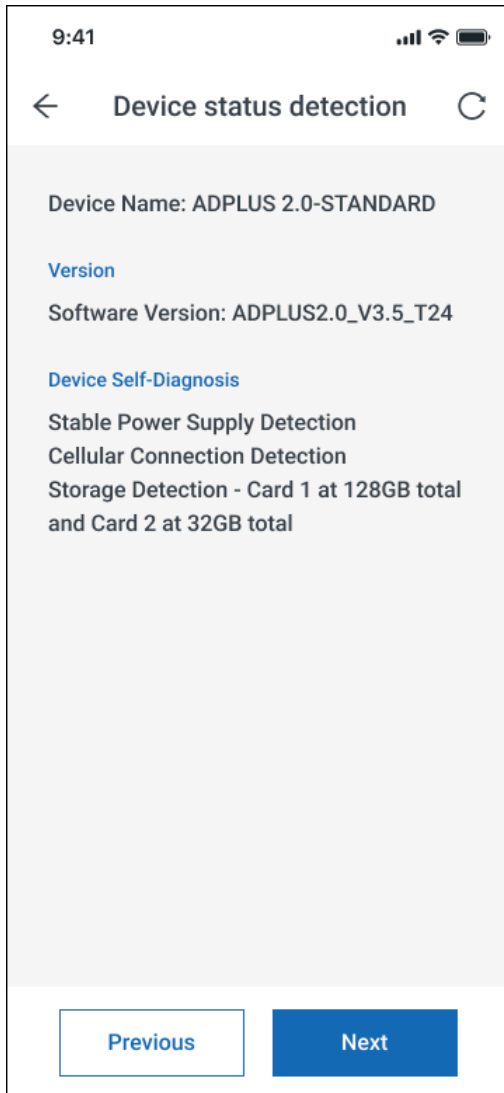 9:41
Device status detection
Device Name: ADPLUS 2.0-STANDARD
Version
Software Version: ADPLUS2.0_V3.5_T24
Device Self-Diagnosis
Stable Power Supply Detection
Cellular Connection Detection
Storage Detection - Card 1 at 128GB total
and Card 2 at 32GB total
Previous
Next